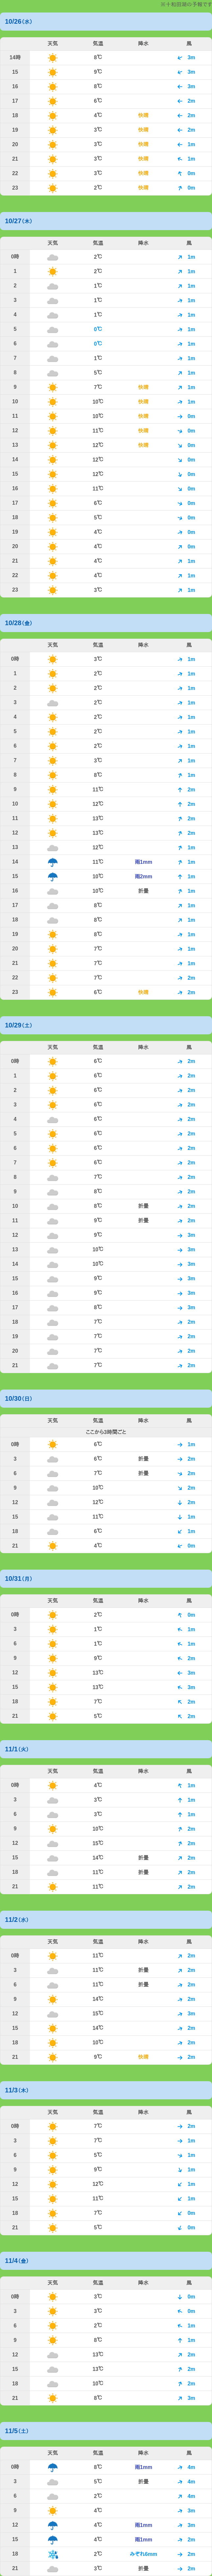 ※十和田湖の予報です
10/26(水)
天気 気温 降水 風
14時 8℃ 3m
15 9℃ 3m
16 8℃ 3m
17 6℃ 2m
18 4℃ 快晴 2m
19 3℃ 快晴 2m
20 3℃ 快晴 1m
21 3℃ 快晴 1m
22 3℃ 快晴 0m
23 2℃ 快晴 0m
10/27(木)
天気 気温 降水 風
0時 2℃ 1m
1 2℃ 1m
2 1℃ 1m
3 1℃ 1m
4 1℃ 1m
5 0℃ 1m
6 0℃ 1m
7 1℃ 1m
8 5℃ 1m
9 7℃ 快晴 1m
10 10℃ 快晴 1m
11 10℃ 快晴 0m
12 11℃ 快晴 0m
13 12℃ 快晴 0m
14 12℃ 0m
15 12℃ 0m
16 11℃ 0m
17 6℃ 0m
18 5℃ 0m
19 4℃ 0m
20 4℃ 0m
21 4℃ 1m
22 4℃ 1m
23 3℃ 1m
10/28(金)
天気 気温 降水 風
0時 3℃ 1m
1 2℃ 1m
2 2℃ 1m
3 2℃ 1m
4 2℃ 1m
5 2℃ 1m
6 2℃ 1m
7 3℃ 1m
8 8℃ 1m
9 11℃ 2m
10 12℃ 2m
11 13℃ 2m
12 13℃ 2m
13 12℃ 1m
14 11℃ 雨1mm 1m
15 10℃ 雨2mm 1m
16 10℃ 折畳 1m
17 8℃ 1m
18 8℃ 1m
19 8℃ 1m
20 7℃ 1m
21 7℃ 1m
22 7℃ 2m
23 6℃ 快晴 2m
10/29(土)
天気 気温 降水 風
0時 6℃ 2m
1 6℃ 2m
2 6℃ 2m
3 6℃ 2m
4 6℃ 2m
5 6℃ 2m
6 6℃ 2m
7 6℃ 2m
8 7℃ 2m
9 8℃ 2m
10 8℃ 折畳 2m
11 9℃ 折畳 2m
12 9℃ 3m
13 10℃ 3m
14 10℃ 3m
15 9℃ 3m
16 9℃ 3m
17 8℃ 3m
18 7℃ 2m
19 7℃ 2m
20 7℃ 2m
21 7℃ 2m
10/30(日)
天気 気温 降水 風
ここから3時間ごと
0時 6℃ 1m
3 6℃ 折畳 2m
6 7℃ 折畳 2m
9 10℃ 2m
12 12℃ 2m
15 11℃ 1m
18 6℃ 1m
21 4℃ 0m
10/31(月)
天気 気温 降水 風
0時 2℃ 0m
3 1℃ 1m
6 1℃ 1m
9 9℃ 2m
12 13℃ 3m
15 13℃ 3m
18 7℃ 2m
21 5℃ 2m
11/1(火)
天気 気温 降水 風
0時 4℃ 1m
3 3℃ 1m
6 3℃ 1m
9 10℃ 2m
12 15℃ 2m
15 14℃ 折畳 2m
18 11℃ 折畳 2m
21 11℃ 2m
11/2(水)
天気 気温 降水 風
0時 11℃ 2m
3 11℃ 折畳 2m
6 11℃ 折畳 2m
9 14℃ 2m
12 15℃ 3m
15 14℃ 2m
18 10℃ 2m
21 9℃ 快晴 2m
11/3(木)
天気 気温 降水 風
0時 7℃ 2m
3 7℃ 1m
6 5℃ 1m
9 9℃ 1m
12 12℃ 1m
15 11℃ 1m
18 7℃ 0m
21 5℃ 0m
11/4(金)
天気 気温 降水 風
0時 3℃ 0m
3 3℃ 0m
6 2℃ 1m
9 8℃ 1m
12 13℃ 2m
15 13℃ 2m
18 10℃ 2m
21 8℃ 3m
11/5(土)
天気 気温 降水 風
0時 8℃ 雨1mm 4m
3 5℃ 折畳 4m
6 2℃ 4m
9 4℃ 3m
12 4℃ 雨1mm 3m
15 4℃ 雨1mm 2m
18 2℃ みぞれ6mm 2m
21 3℃ 折畳 2m